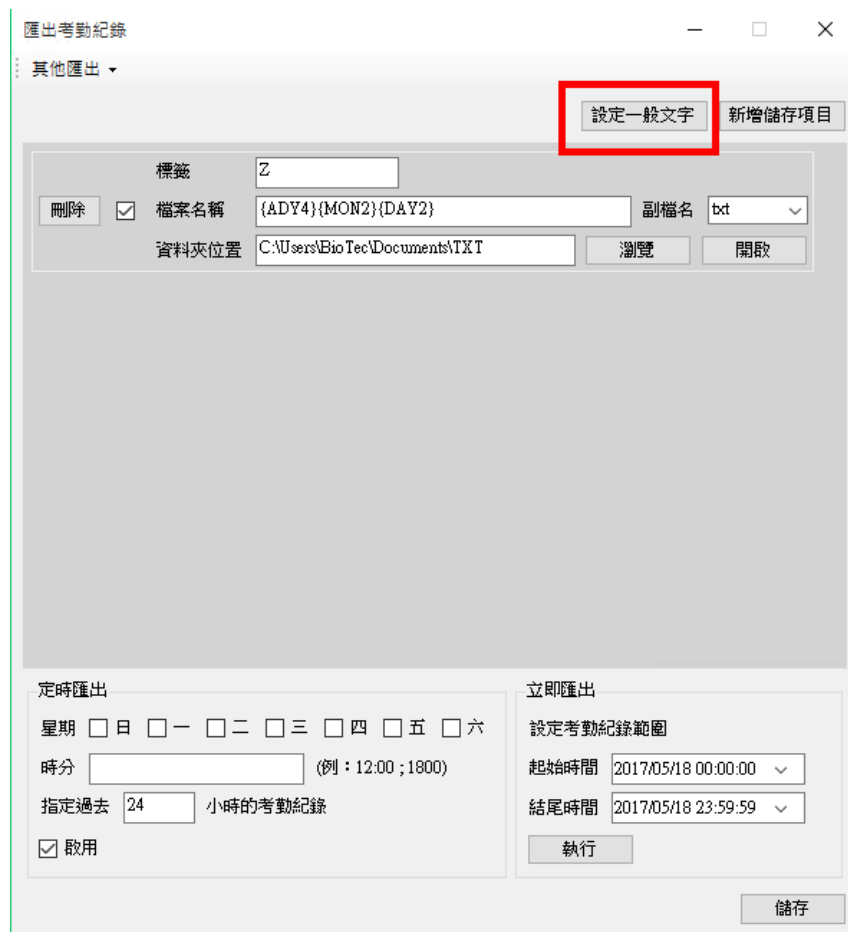 匯出考勤紀錄
其他匯出
設定一般文字 新增儲存項目
標籤 Z
刪除 檔案名稱 {ADY4}{MON2}{DAY2} 副檔名 txt
資料夾位置 C:\Users\BioTec\Documents\TXT 瀏覽 開啟
定時匯出
星期 日 一 二 三 四 五 六
時分 (例：12:00 ; 1800)
指定過去 24 小時的考勤紀錄
啟用
立即匯出
設定考勤紀錄範圍
起始時間 2017/05/18 00:00:00
結尾時間 2017/05/18 23:59:59
執行
儲存